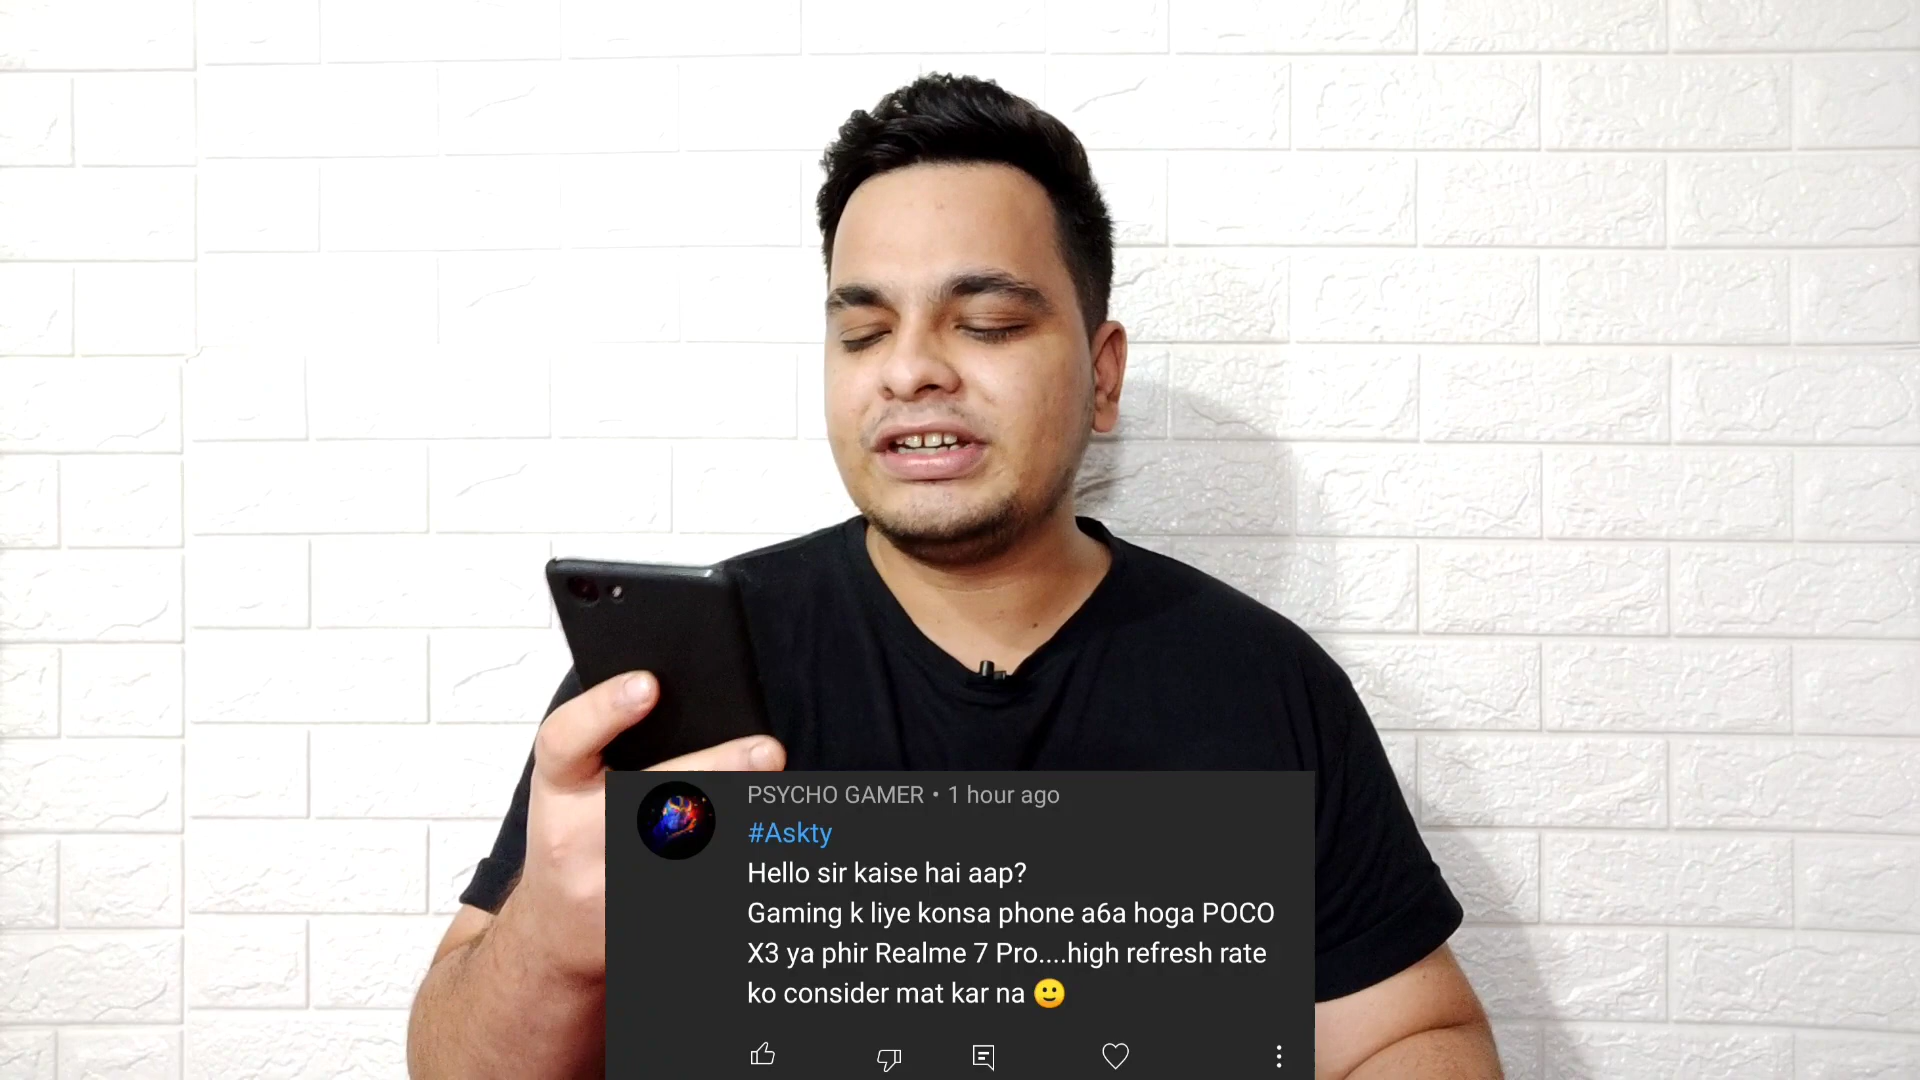 PSYCHO GAMER • 1 hour ago
#Askty
Hello sir kaise hai aap?
Gaming k liye konsa phone a6a hoga POCO
X3 ya phir Realme 7 Pro....high refresh rate
ko consider mat kar na 🙂